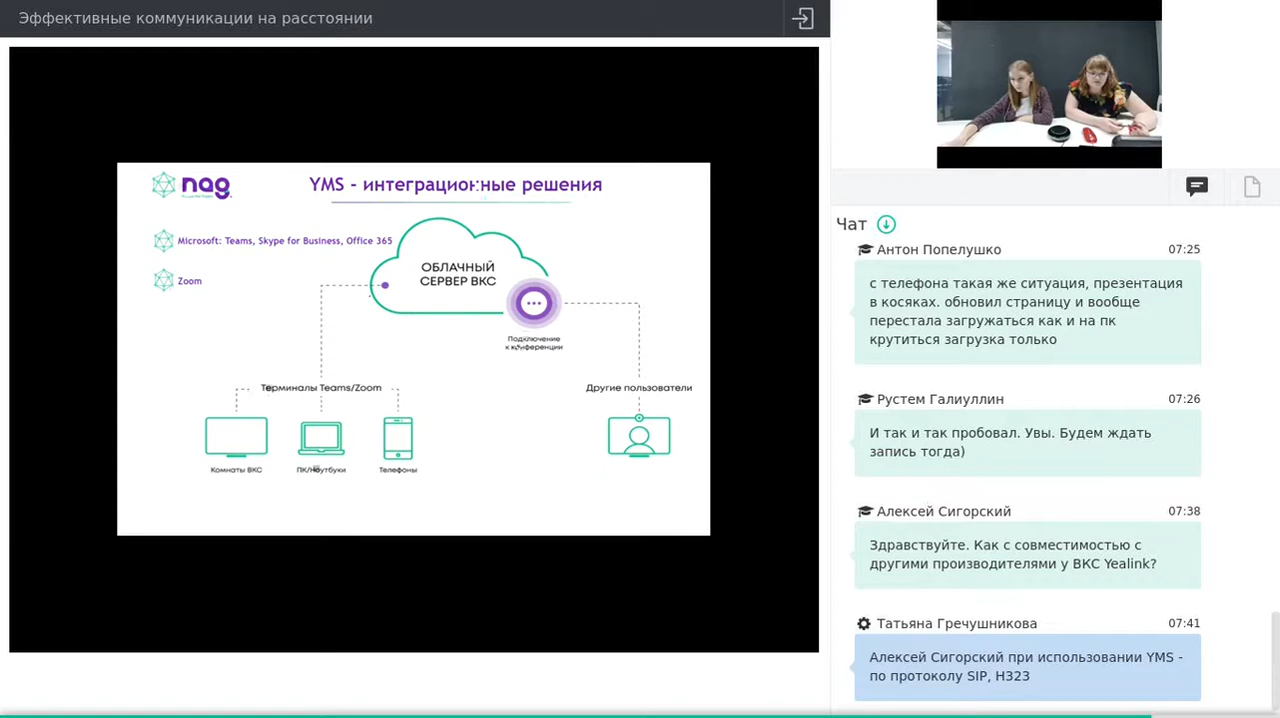 Эффективные коммуникации на расстоянии
nag
YMS - интеграционные решения
Microsoft: Teams, Skype for Business, Office 365
Zoom
ОБЛАЧНЫЙ
СЕРВЕР ВКС
Подключение
к конференции
Терминалы Teams/Zoom
Другие пользователи
Комнаты ВКС
ПК/Ноутбуки
Телефоны
Чат
Антон Попелушко 07:25
с телефона такая же ситуация, презентация
в косяках. обновил страницу и вообще
перестала загружаться как и на пк
крутиться загрузка только
Рустем Галиуллин 07:26
И так и так пробовал. Увы. Будем ждать
запись тогда)
Алексей Сигорский 07:38
Здравствуйте. Как с совместимостью с
другими производителями у ВКС Yealink?
Татьяна Гречушникова 07:41
Алексей Сигорский при использовании YMS -
по протоколу SIP, H323